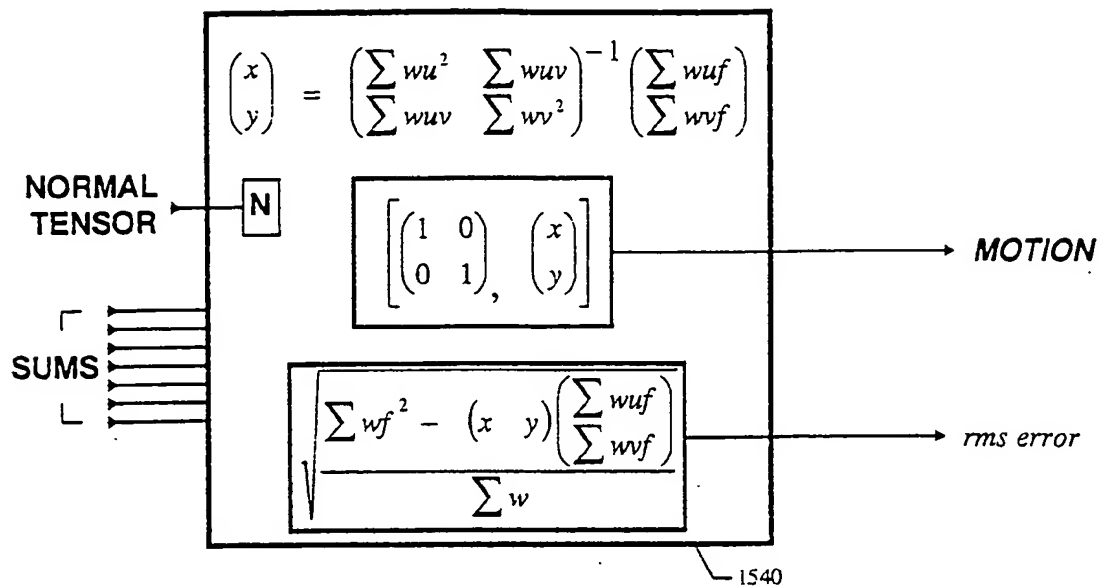 (x y) = (∑wu² ∑wuv ∑wuv ∑wv²)⁻¹ (∑wuf ∑wvf)
NORMAL TENSOR
N
[(1 0 0 1), (x y)]
MOTION
SUMS
√((∑wf² - (x y)(∑wuf ∑wvf)) / ∑w)
rms error
1540